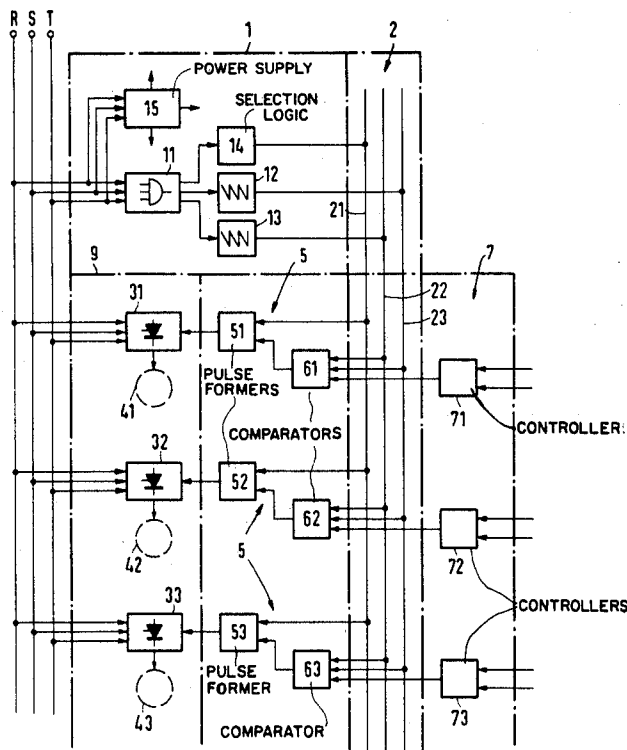 R S T
1
2
POWER SUPPLY
SELECTION
LOGIC
15
14
11
12
21
13
9
5
7
22
31
23
51
61
71
41
PULSE
FORMERS
CONTROLLER
COMPARATORS
32
52
62
42
5
72
CONTROLLERS
33
53
63
PULSE
FORMER
43
73
COMPARATOR